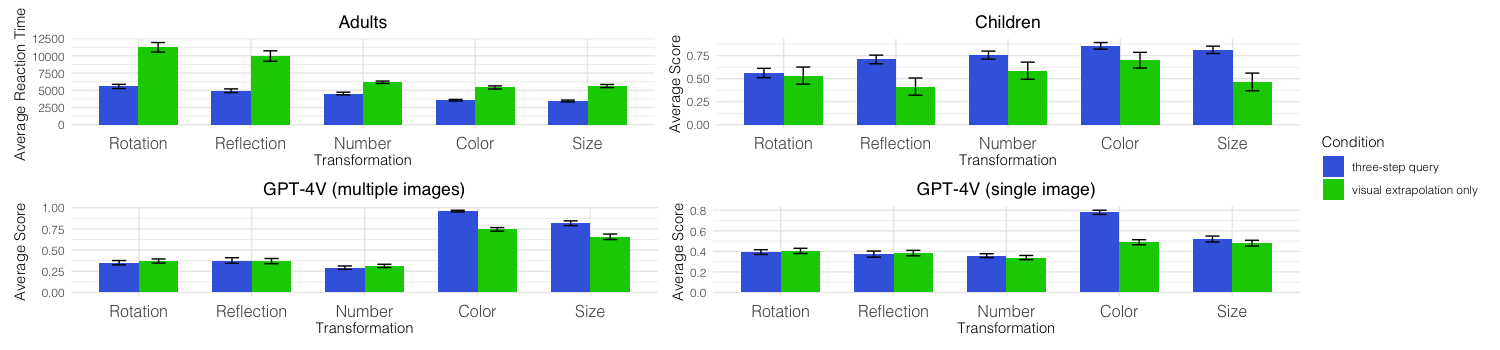 Adults
Average Reaction Time
12500
10000
7500
5000
2500
0
Rotation Reflection Number Color Size
Transformation
Children
Average Score
0.75
0.50
0.25
0.00
Rotation Reflection Number Color Size
Transformation
GPT-4V (multiple images)
Average Score
1.00
0.75
0.50
0.25
0.00
Rotation Reflection Number Color Size
Transformation
GPT-4V (single image)
Average Score
0.8
0.6
0.4
0.2
0.0
Rotation Reflection Number Color Size
Transformation
Condition
three-step query
visual extrapolation only